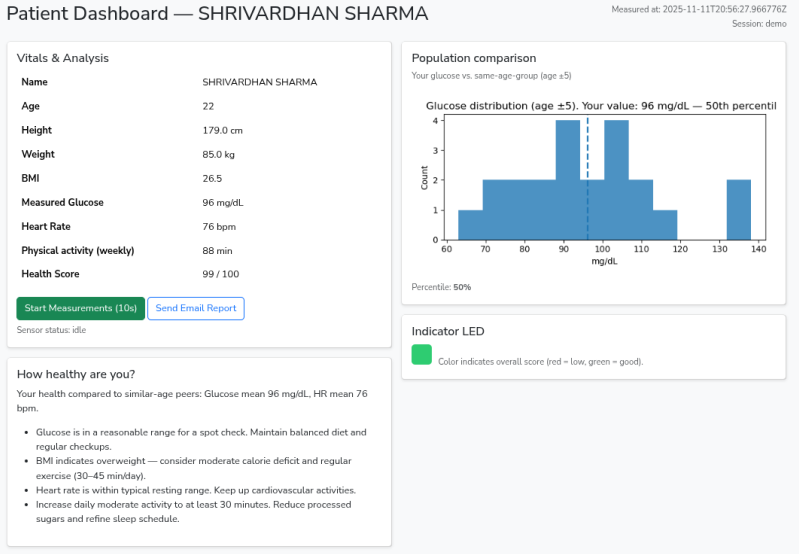 Patient Dashboard — SHRIVARDHAN SHARMA
Measured at: 2025-11-11T20:56:27.966776Z
Session: demo
Vitals & Analysis
Name SHRIVARDHAN SHARMA
Age 22
Height 179.0 cm
Weight 85.0 kg
BMI 26.5
Measured Glucose 96 mg/dL
Heart Rate 76 bpm
Physical activity (weekly) 88 min
Health Score 99 / 100
Start Measurements (10s) Send Email Report
Sensor status: idle
How healthy are you?
Your health compared to similar-age peers: Glucose mean 96 mg/dL, HR mean 76
bpm.
• Glucose is in a reasonable range for a spot check. Maintain balanced diet and
regular checkups.
• BMI indicates overweight — consider moderate calorie deficit and regular
exercise (30–45 min/day).
• Heart rate is within typical resting range. Keep up cardiovascular activities.
• Increase daily moderate activity to at least 30 minutes. Reduce processed
sugars and refine sleep schedule.
Population comparison
Your glucose vs. same-age-group (age ±5)
Glucose distribution (age ±5). Your value: 96 mg/dL — 50th percentil
Count
4
3
2
1
0
60 70 80 90 100 110 120 130 140
mg/dL
Percentile: 50%
Indicator LED
Color indicates overall score (red = low, green = good).